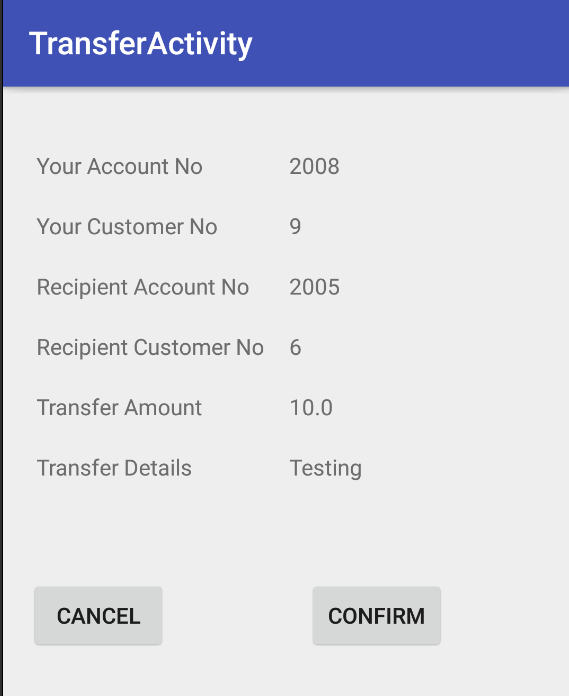 TransferActivity
Your Account No 2008
Your Customer No 9
Recipient Account No 2005
Recipient Customer No 6
Transfer Amount 10.0
Transfer Details Testing
CANCEL CONFIRM